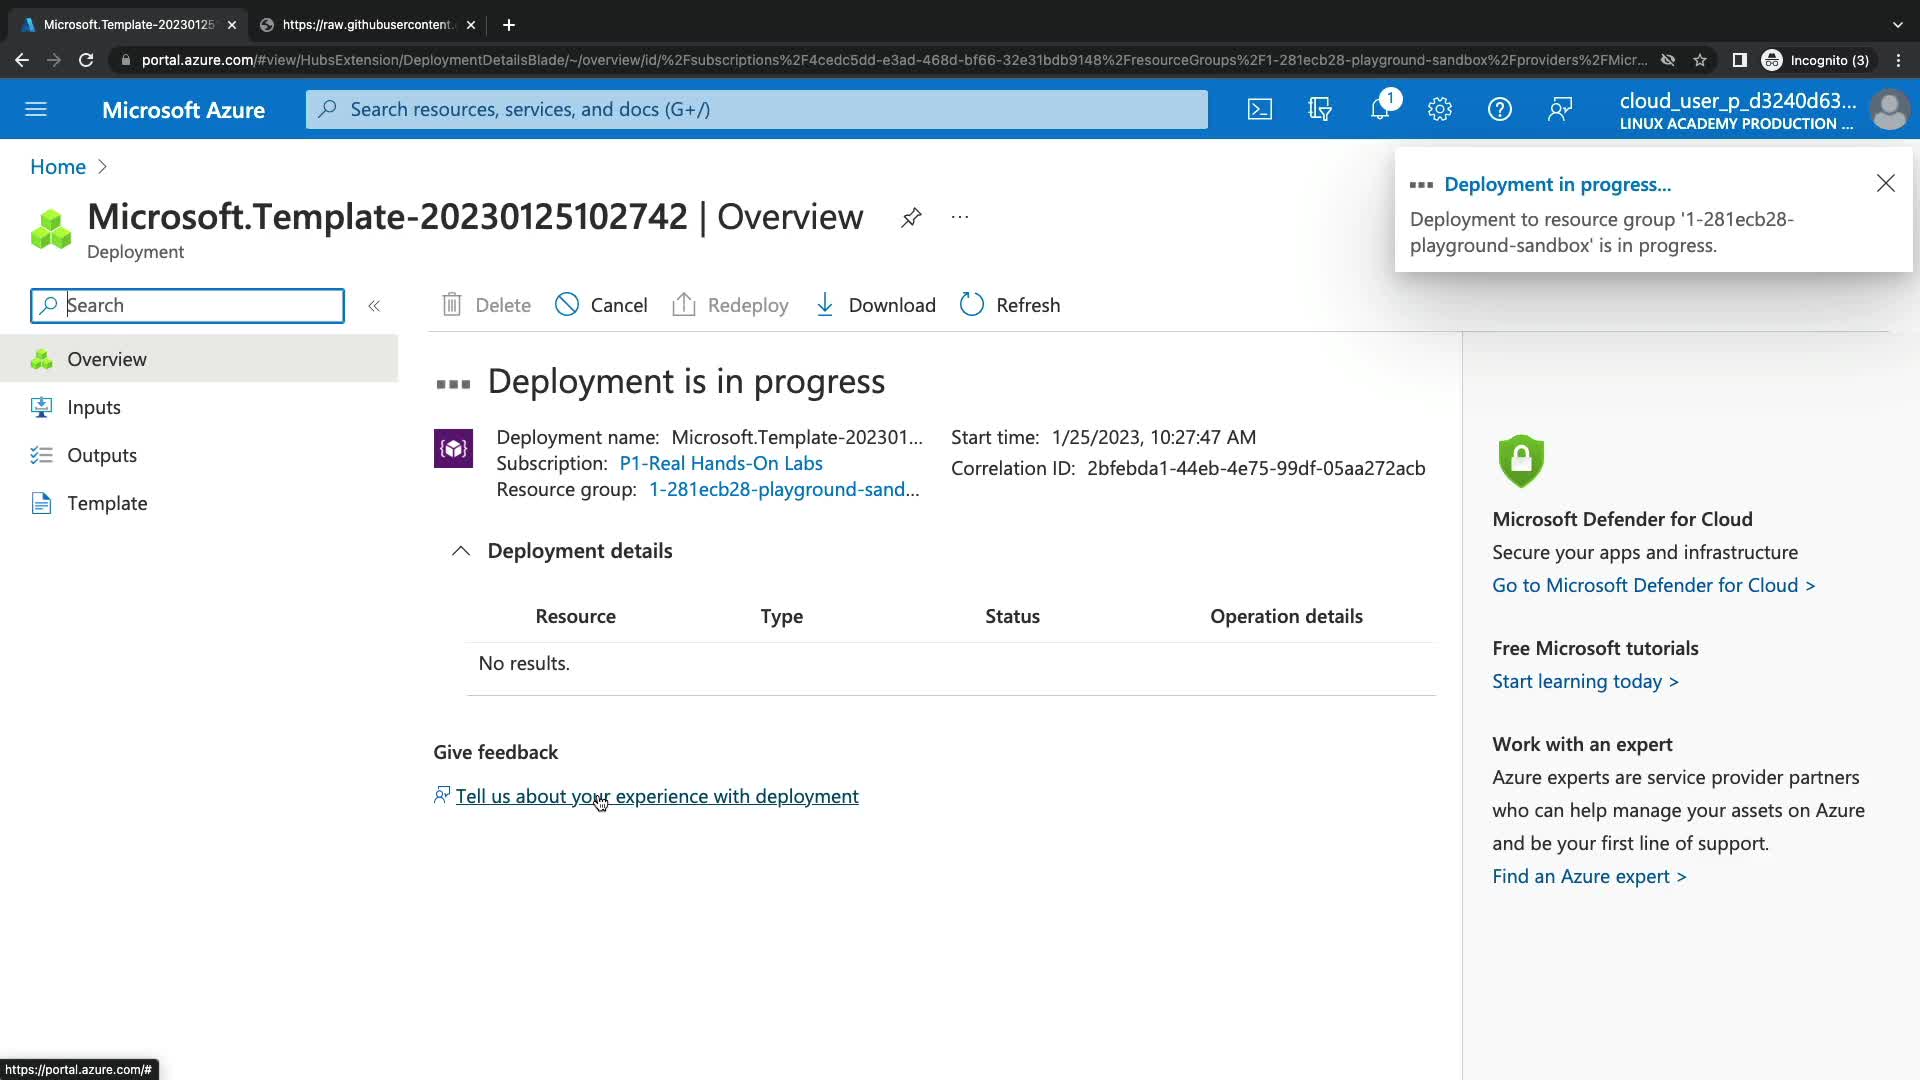 Microsoft.Template-20230125
https://raw.githubusercontent.
portal.azure.com/#view/HubsExtension/DeploymentDetailsBlade/~/overview/id/%2Fsubscriptions%2F4cedc5dd-e3ad-468d-bf66-32e31bdb9148%2FresourceGroups%2F1-281ecb28-playground-sandbox%2Fproviders%2FMicr...
Incognito (3)
Microsoft Azure
Search resources, services, and docs (G+/)
1
cloud_user_p_d3240d63...
LINUX ACADEMY PRODUCTION ...
Home
Deployment in progress...
Deployment to resource group '1-281ecb28-
playground-sandbox' is in progress.
Microsoft.Template-20230125102742 | Overview
Deployment
Search
Delete
Cancel
Redeploy
Download
Refresh
Overview
Inputs
Outputs
Template
Deployment is in progress
Deployment name: Microsoft.Template-202301...
Subscription: P1-Real Hands-On Labs
Resource group: 1-281ecb28-playground-sand...
Start time: 1/25/2023, 10:27:47 AM
Correlation ID: 2bfebda1-44eb-4e75-99df-05aa272acb
Deployment details
Resource Type Status Operation details
No results.
Give feedback
Tell us about your experience with deployment
Microsoft Defender for Cloud
Secure your apps and infrastructure
Go to Microsoft Defender for Cloud >
Free Microsoft tutorials
Start learning today >
Work with an expert
Azure experts are service provider partners
who can help manage your assets on Azure
and be your first line of support.
Find an Azure expert >
https://portal.azure.com/#